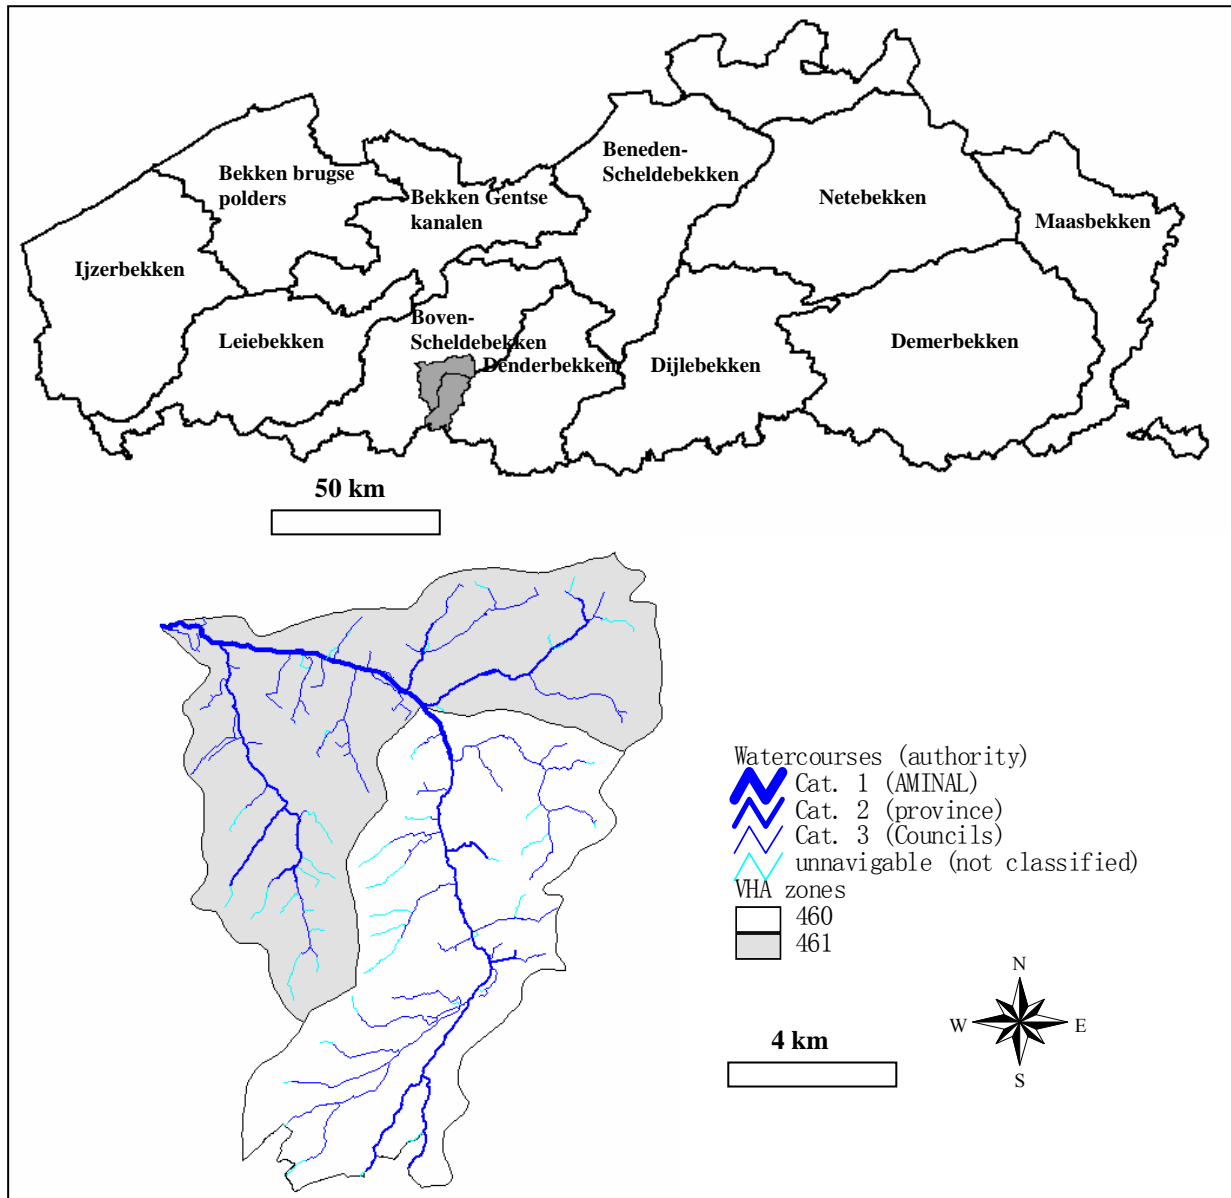 Bekken brugse
polders
Bekken Gentse
kanalen
Beneden-
Scheldebekken
Netebekken
Maasbekken
Ijzerbekken
Leiebekken
Boven-
Scheldebekken
Denderbekken
Dijlebekken
Demerbekken
50 km
Watercourses (authority)
Cat. 1 (AMINAL)
Cat. 2 (province)
Cat. 3 (Councils)
unnavigable (not classified)
VHA zones
460
461
4 km
N
W
E
S